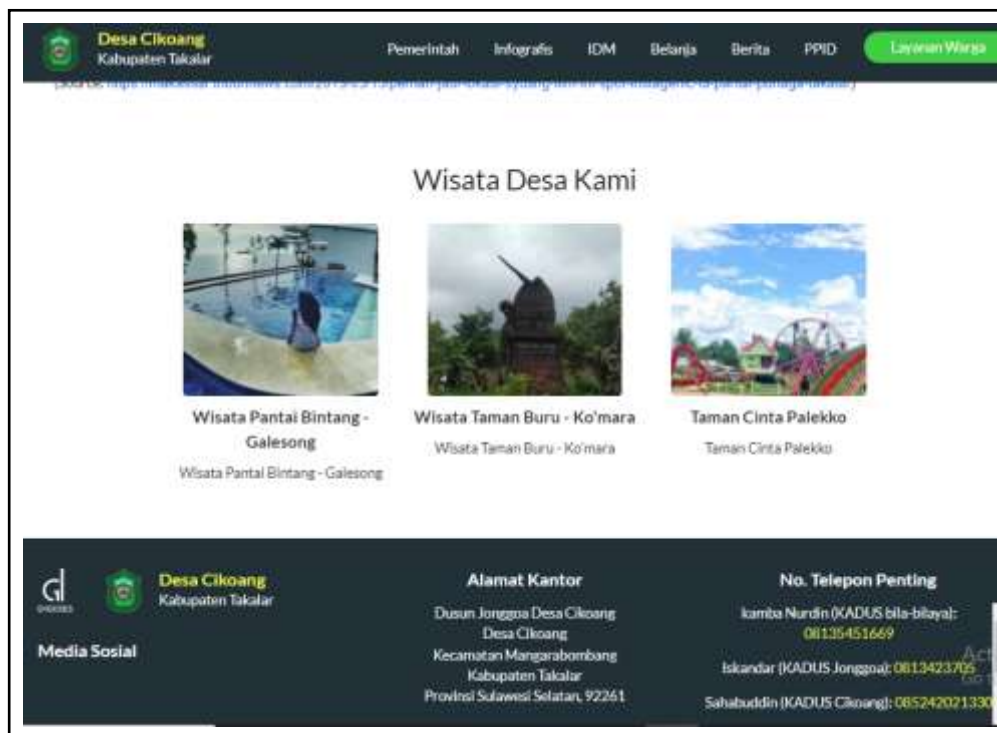 Desa Cikoang
Kabupaten Takalar
Pemerintah Infografis IDM Belanja Berita PPID Layanan Warga
Wisata Desa Kami
Wisata Pantai Bintang -
Galesong
Wisata Pantai Bintang - Galesong
Wisata Taman Buru - Ko'mara
Wisata Taman Buru - Ko'mara
Taman Cinta Palekko
Taman Cinta Palekko
Desa Cikoang
Kabupaten Takalar
Media Sosial
Alamat Kantor
Dusun Jonggoa Desa Cikoang
Desa Cikoang
Kecamatan Mangarabombang
Kabupaten Takalar
Provinsi Sulawesi Selatan, 92261
No. Telepon Penting
kamba Nurdin (KADUS bila-bilaya):
08135451669
Iskandar (KADUS Jonggoa): 0813423705
Sahabuddin (KADUS Cikoang): 085242021330